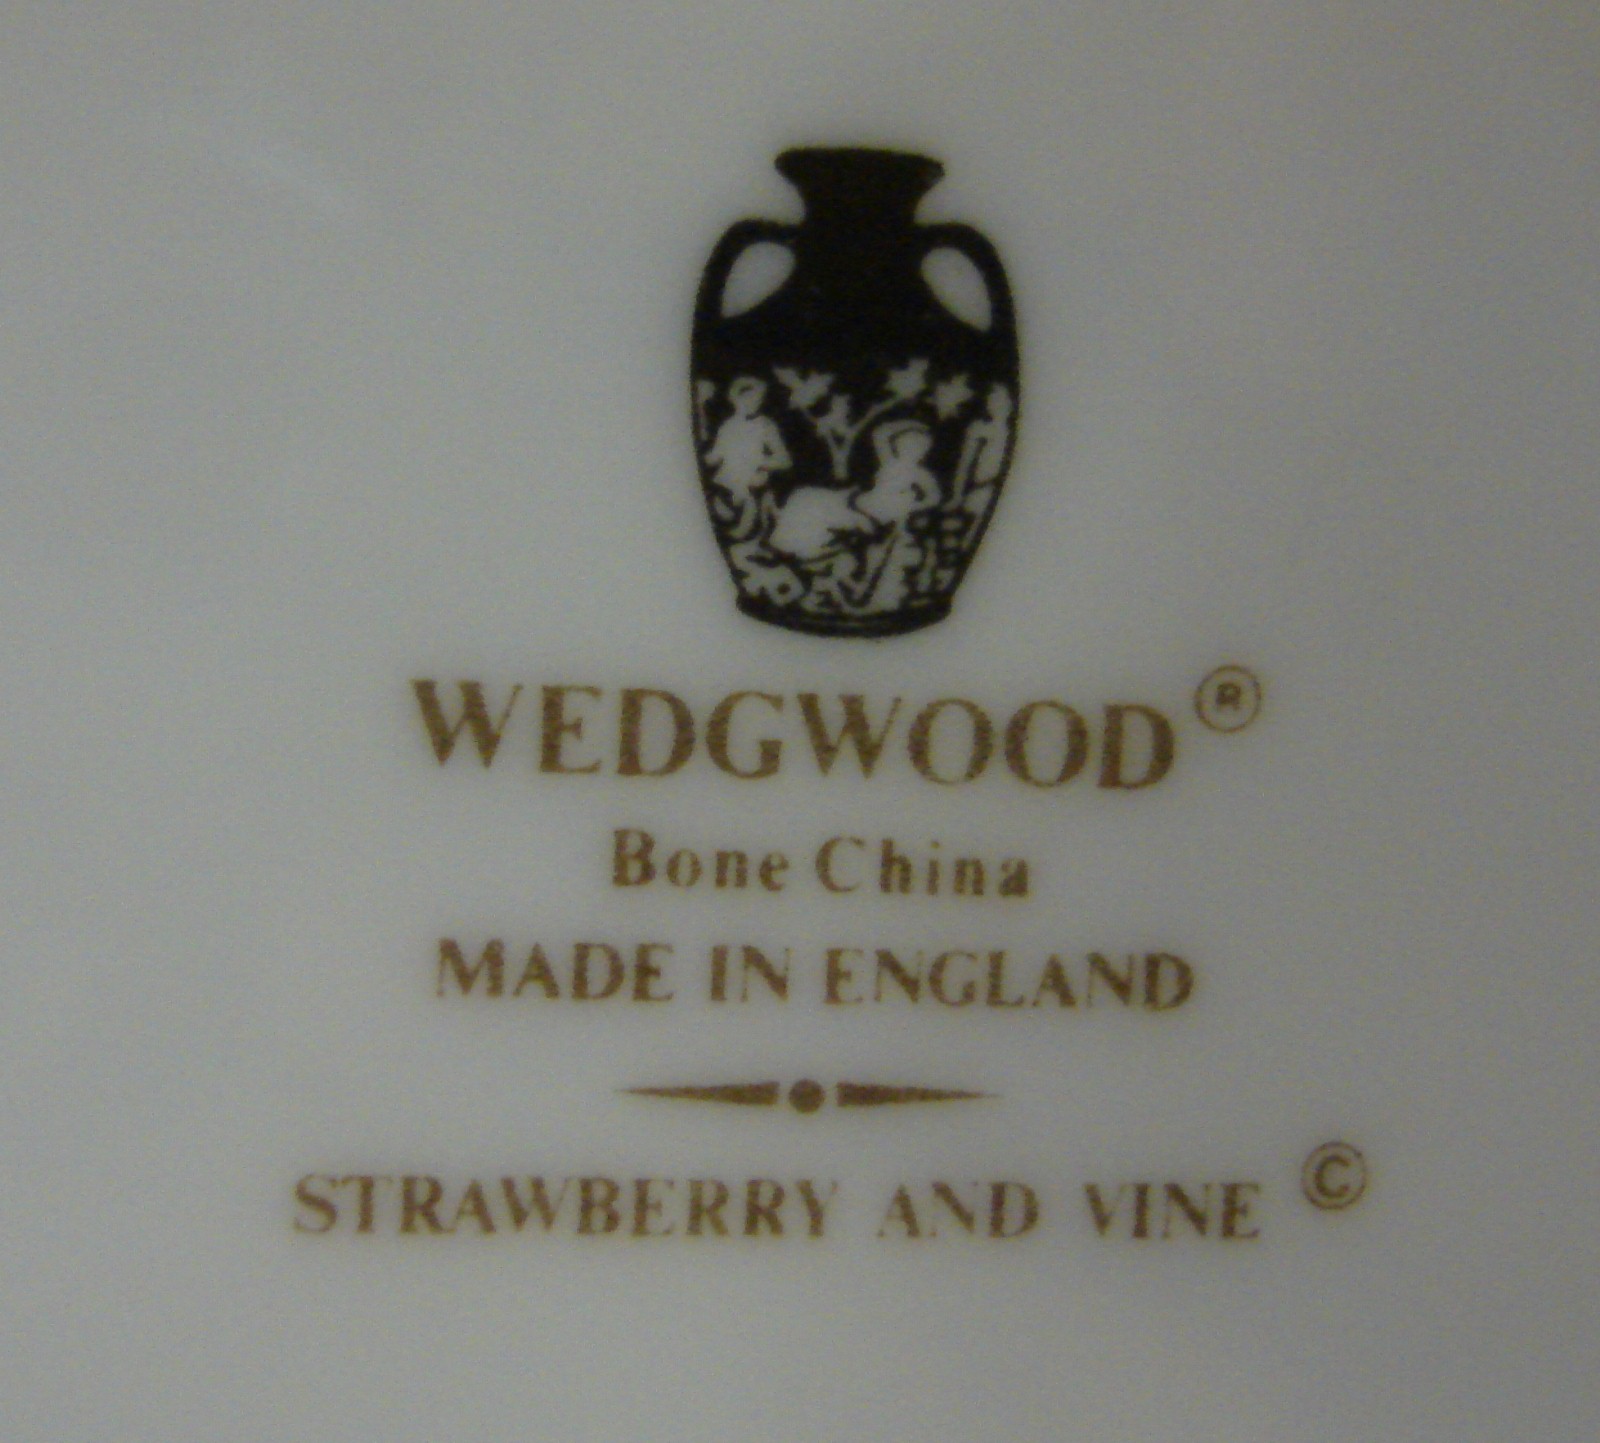 WEDGWOOD®
Bone China
MADE IN ENGLAND
STRAWBERRY AND VINE ©